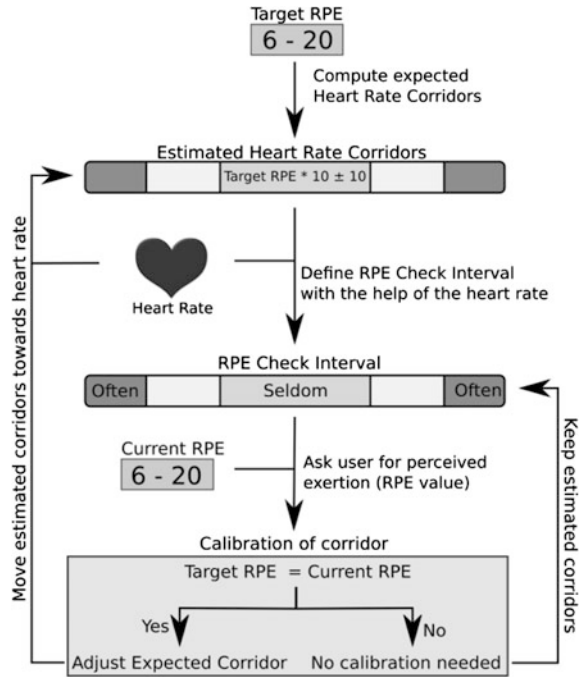 Target RPE
6 - 20
Compute expected
Heart Rate Corridors
Estimated Heart Rate Corridors
Target RPE * 10 ± 10
Heart Rate
Define RPE Check Interval
with the help of the heart rate
RPE Check Interval
Often
Seldom
Often
Current RPE
6 - 20
Ask user for perceived
exertion (RPE value)
Calibration of corridor
Target RPE = Current RPE
Yes
No
Adjust Expected Corridor
No calibration needed
Move estimated corridors towards heart rate
Keep estimated
corridors